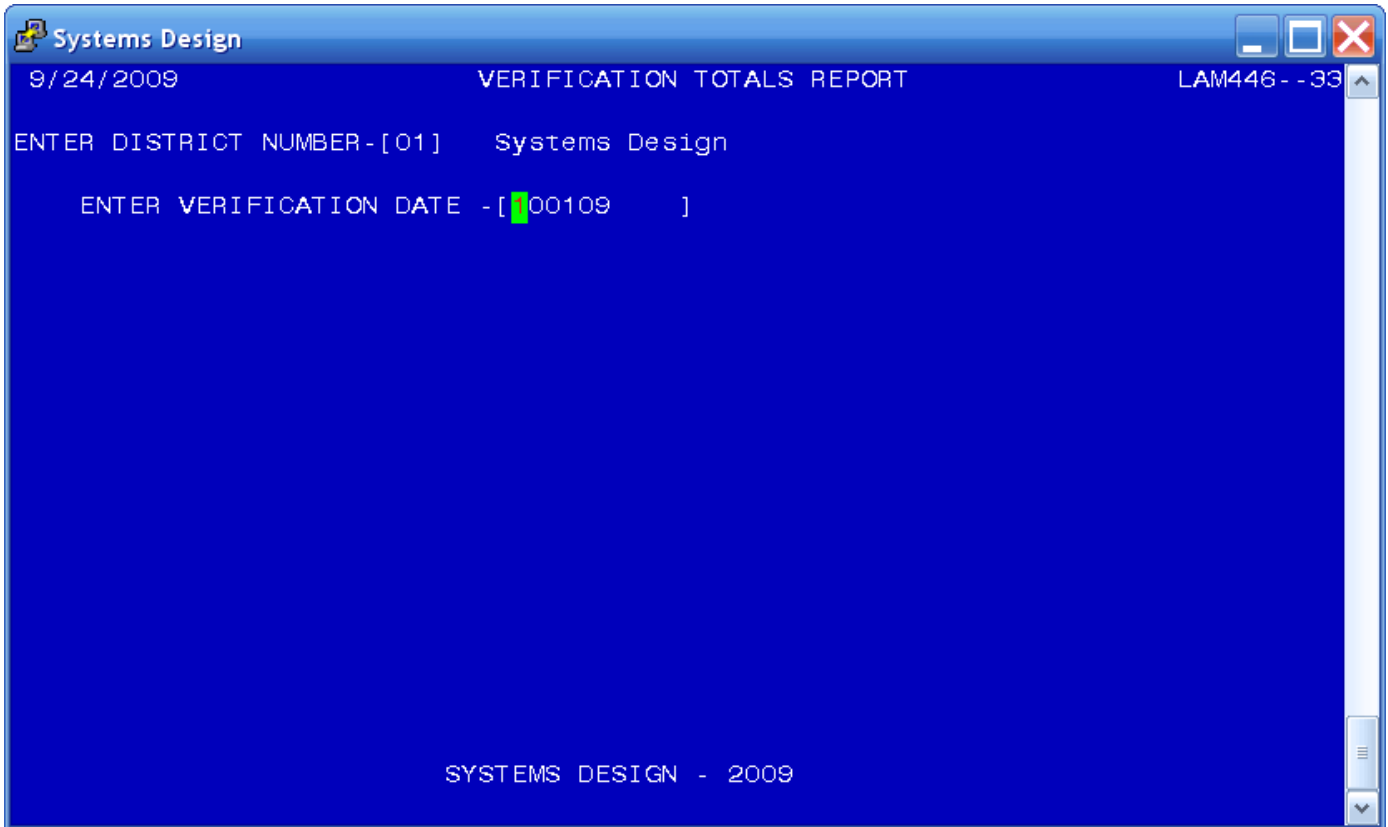 Systems Design
9/24/2009 VERIFICATION TOTALS REPORT LAM446--33
ENTER DISTRICT NUMBER-[01] Systems Design
ENTER VERIFICATION DATE -[100109 ]
SYSTEMS DESIGN - 2009